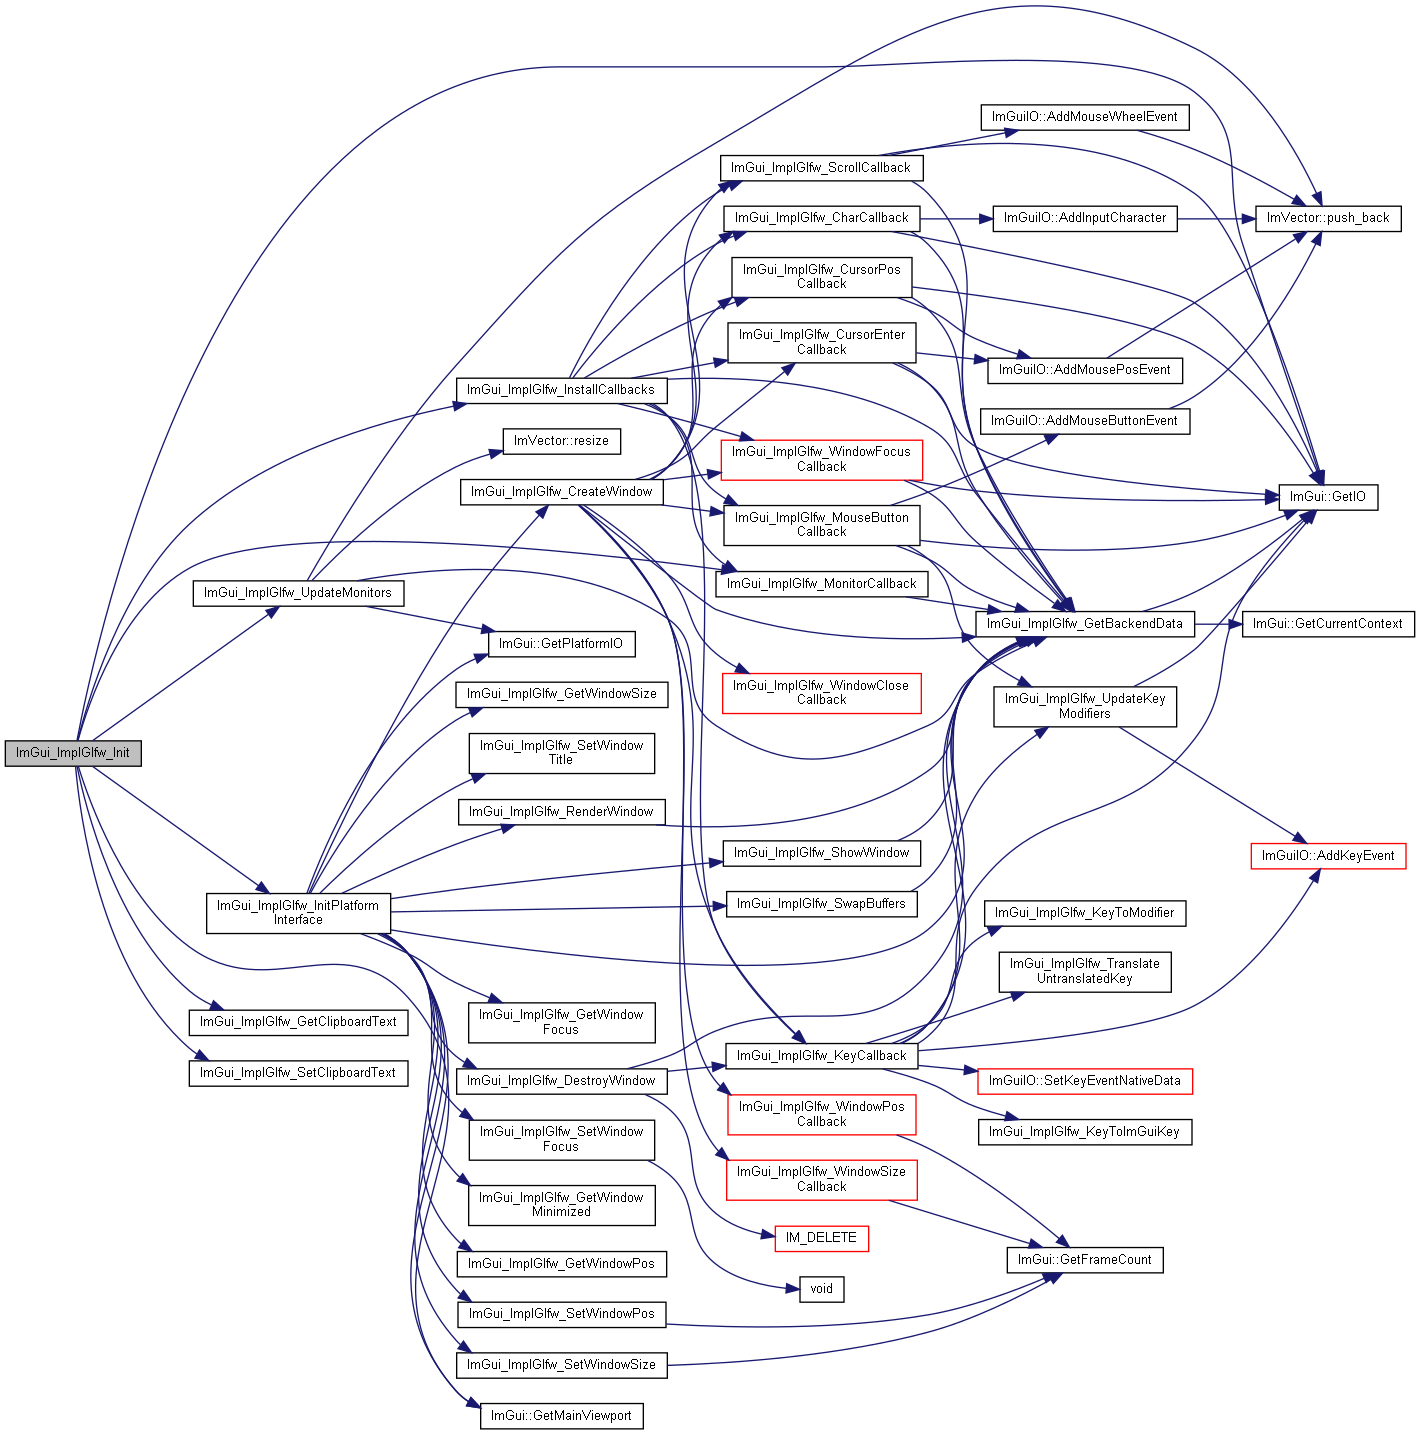 ImGui_ImplGlfw_Init
ImGui_ImplGlfw_UpdateMonitors
ImGui_ImplGlfw_InitPlatform
Interface
ImGui_ImplGlfw_GetClipboardText
ImGui_ImplGlfw_SetClipboardText
ImGui_ImplGlfw_InstallCallbacks
ImVector::resize
ImGui_ImplGlfw_CreateWindow
ImGui::GetPlatformIO
ImGui_ImplGlfw_GetWindowSize
ImGui_ImplGlfw_SetWindow
Title
ImGui_ImplGlfw_RenderWindow
ImGui_ImplGlfw_GetWindow
Focus
ImGui_ImplGlfw_DestroyWindow
ImGui_ImplGlfw_SetWindow
Focus
ImGui_ImplGlfw_GetWindow
Minimized
ImGui_ImplGlfw_GetWindowPos
ImGui_ImplGlfw_SetWindowPos
ImGui_ImplGlfw_SetWindowSize
ImGui::GetMainViewport
ImGui_ImplGlfw_ScrollCallback
ImGui_ImplGlfw_CharCallback
ImGui_ImplGlfw_CursorPos
Callback
ImGui_ImplGlfw_CursorEnter
Callback
ImGui_ImplGlfw_WindowFocus
Callback
ImGui_ImplGlfw_MouseButton
Callback
ImGui_ImplGlfw_MonitorCallback
ImGui_ImplGlfw_WindowClose
Callback
ImGui_ImplGlfw_ShowWindow
ImGui_ImplGlfw_SwapBuffers
ImGui_ImplGlfw_KeyCallback
ImGui_ImplGlfw_WindowPos
Callback
ImGui_ImplGlfw_WindowSize
Callback
IM_DELETE
void
ImGuiIO::AddMouseWheelEvent
ImGuiIO::AddInputCharacter
ImGuiIO::AddMousePosEvent
ImGuiIO::AddMouseButtonEvent
ImGui_ImplGlfw_GetBackendData
ImGui_ImplGlfw_UpdateKey
Modifiers
ImGui_ImplGlfw_KeyToModifier
ImGui_ImplGlfw_Translate
UntranslatedKey
ImGuiIO::SetKeyEventNativeData
ImGui_ImplGlfw_KeyToImGuiKey
ImGui::GetFrameCount
ImVector::push_back
ImGui::GetIO
ImGui::GetCurrentContext
ImGuiIO::AddKeyEvent